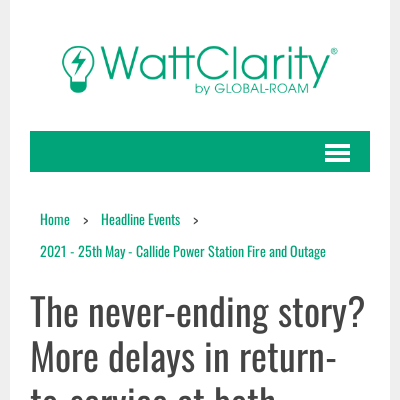 WattClarity®
by GLOBAL-ROAM
Home > Headline Events >
2021 - 25th May - Callide Power Station Fire and Outage
The never-ending story?
More delays in return-
to-service at both